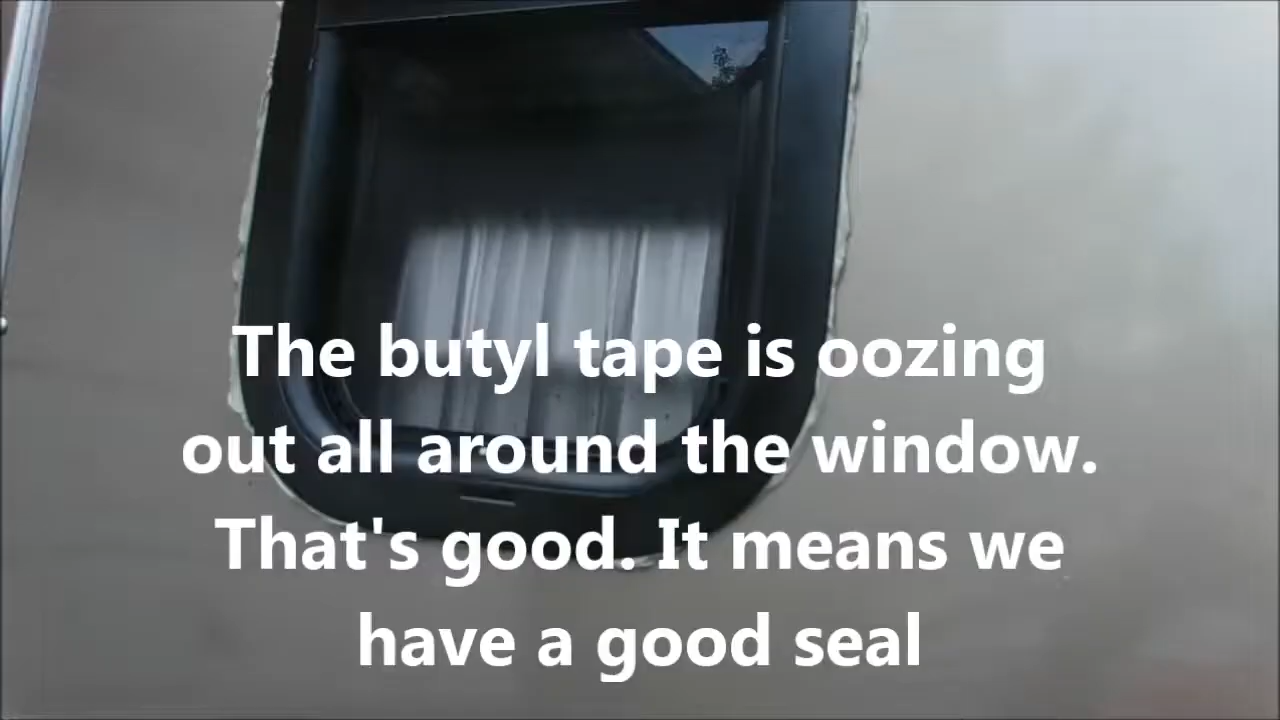 The butyl tape is oozing
out all around the window.
That's good. It means we
have a good seal